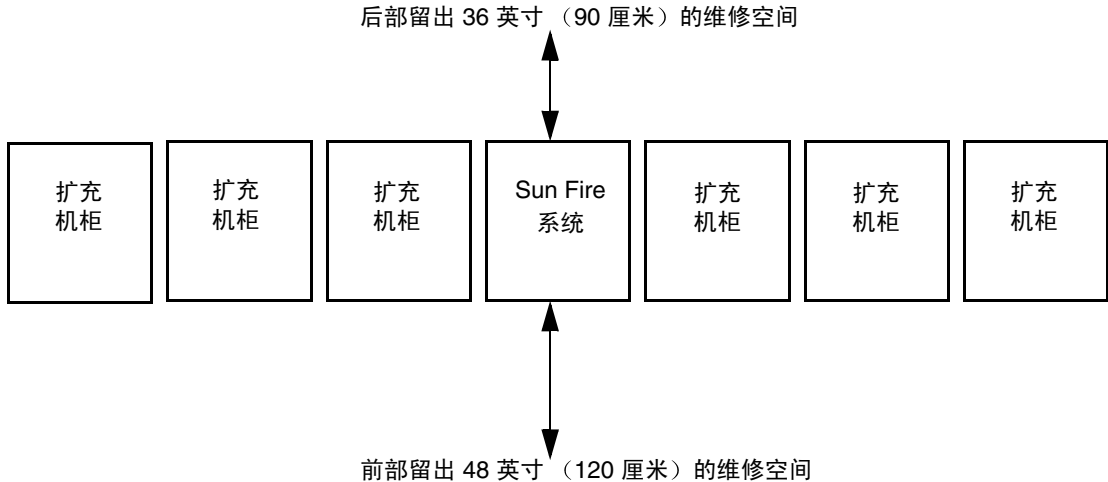 后部留出 36 英寸 （90 厘米）的维修空间
扩充
机柜
扩充
机柜
扩充
机柜
Sun Fire
系统
扩充
机柜
扩充
机柜
扩充
机柜
前部留出 48 英寸 （120 厘米）的维修空间